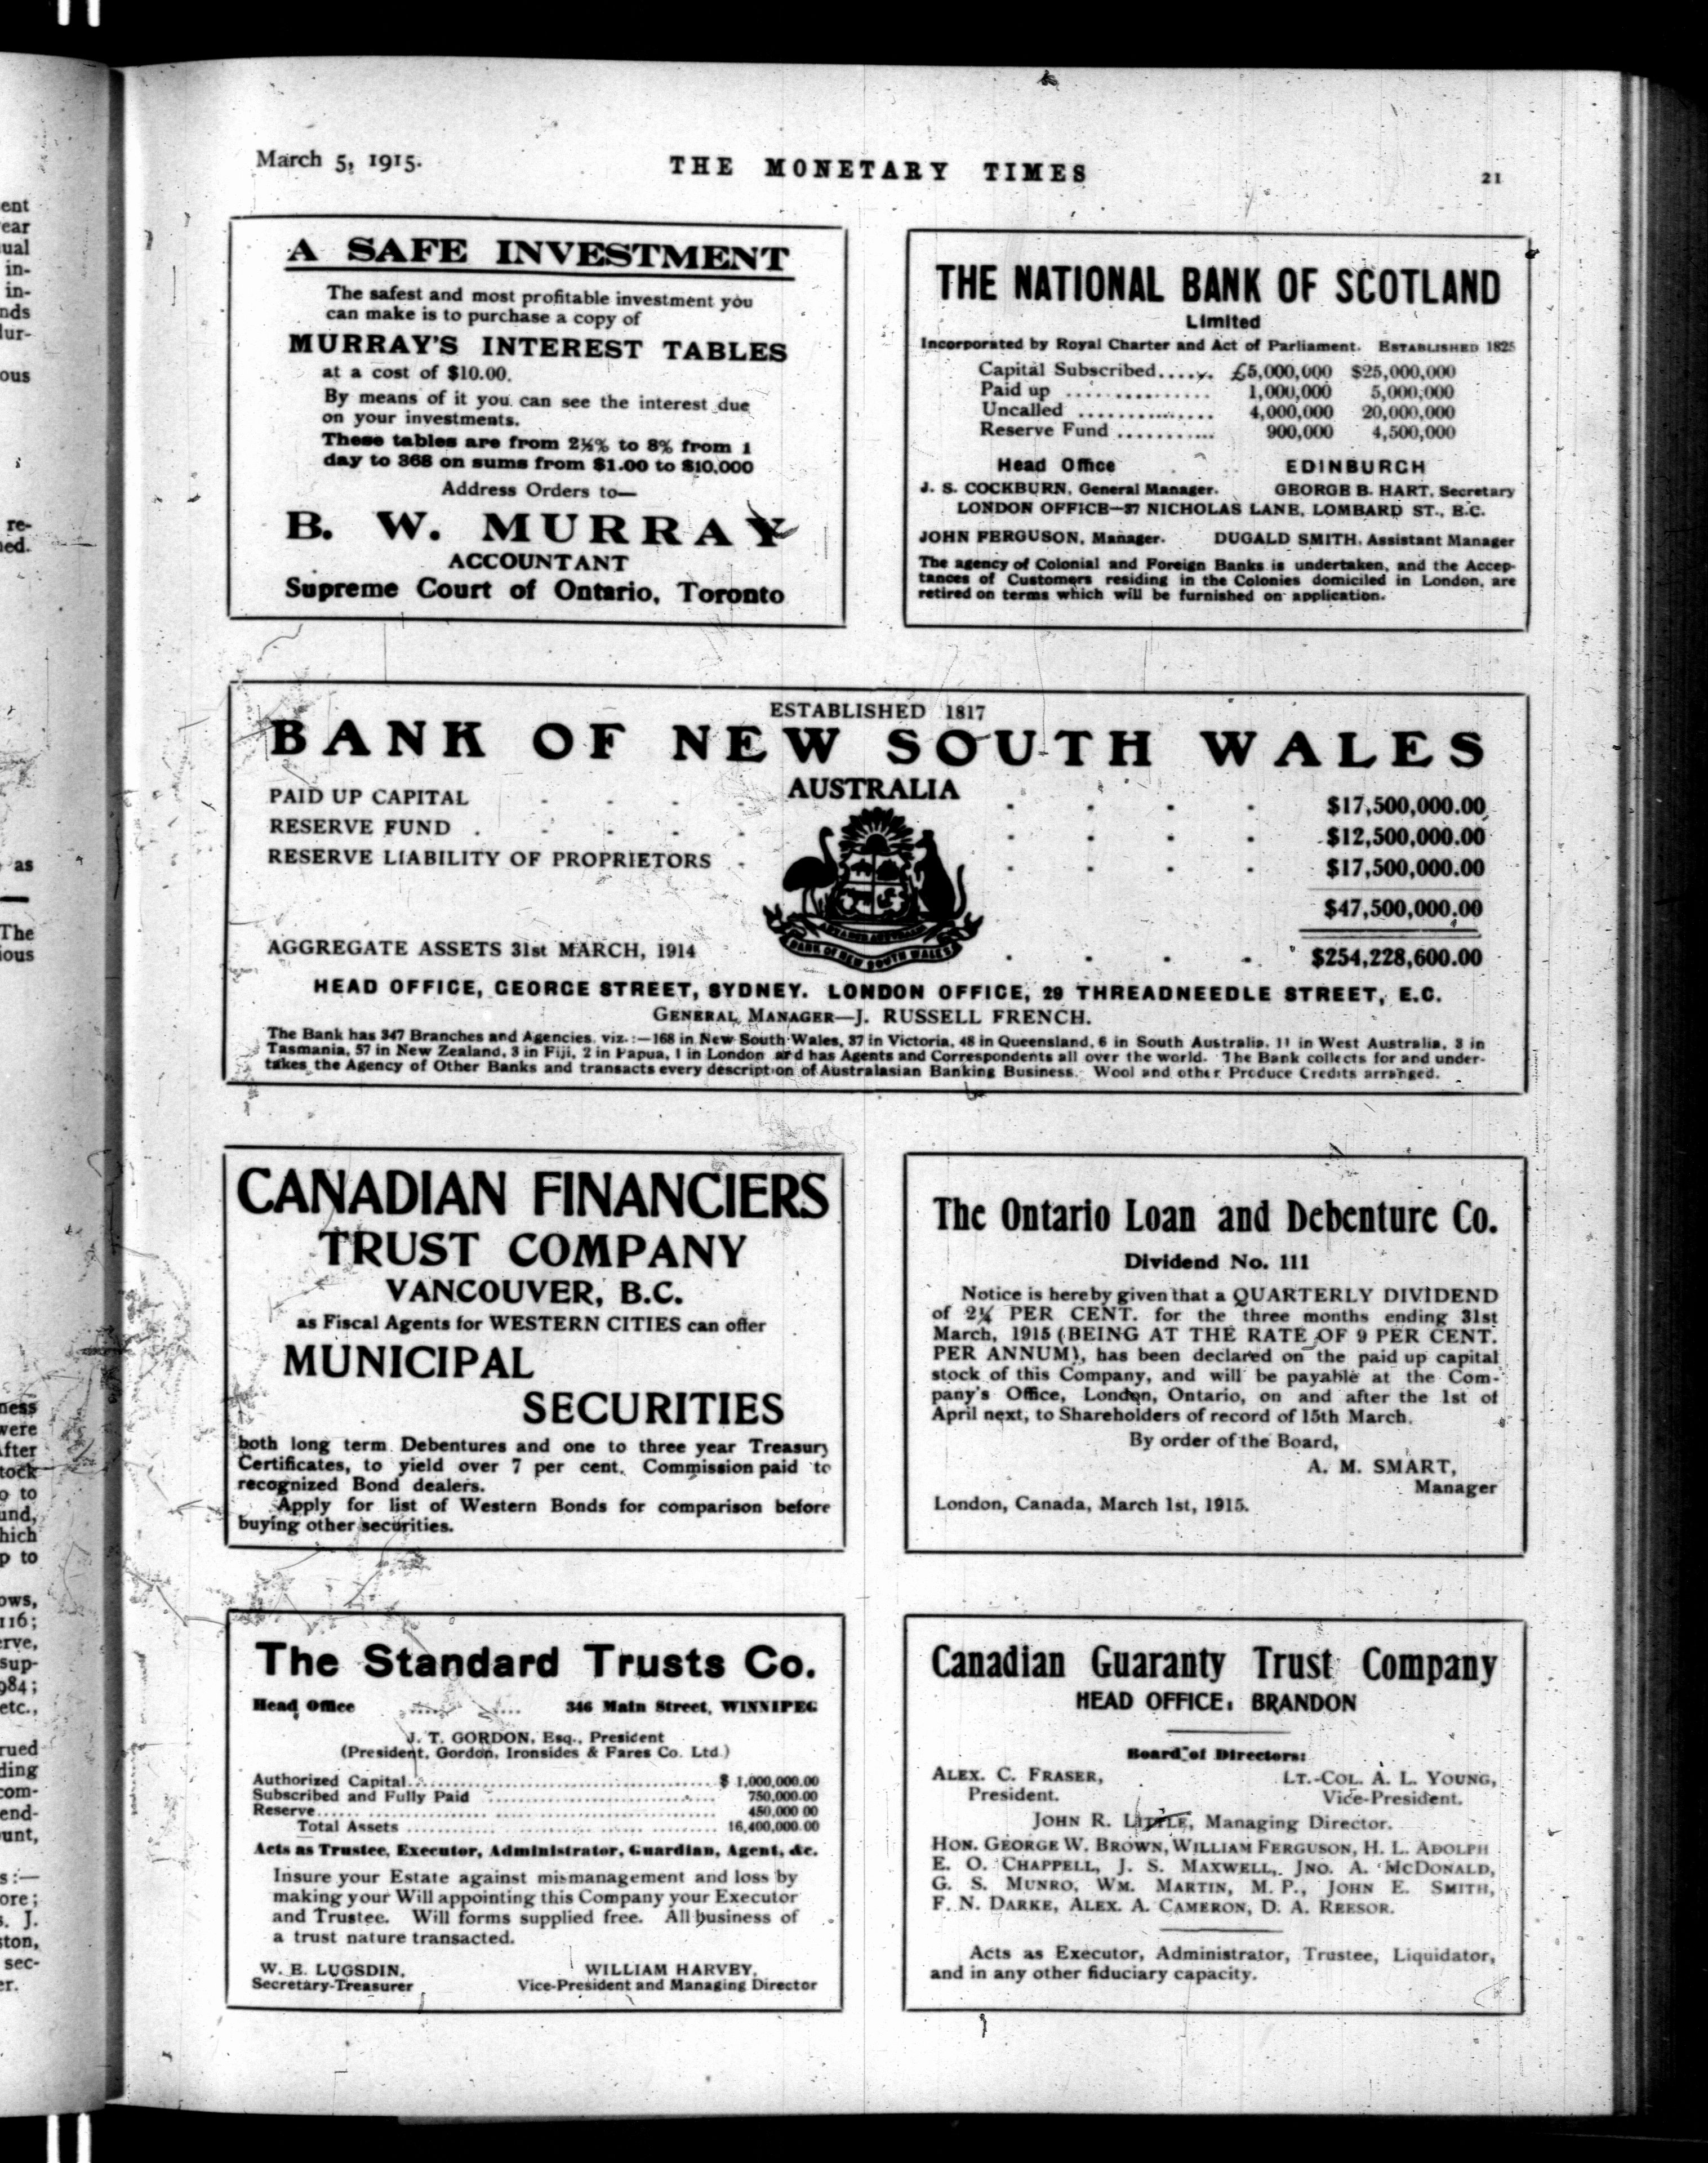 March 5, 1915.
THE MONETARY TIMES
21
A SAFE INVESTMENT
The safest and most profitable investment you
can make is to purchase a copy of
MURRAY'S INTEREST TABLES
at a cost of $10.00.
By means of it you can see the interest due
on your investments.
These tables are from 2½% to 8% from 1
day to 368 on sums from $1.00 to $10,000
Address Orders to—
B. W. MURRAY
ACCOUNTANT
Supreme Court of Ontario, Toronto
THE NATIONAL BANK OF SCOTLAND
Limited
Incorporated by Royal Charter and Act of Parliament. ESTABLISHED 1825
Capital Subscribed...... £5,000,000 $25,000,000
Paid up .............. 1,000,000 5,000,000
Uncalled ............. 4,000,000 20,000,000
Reserve Fund .......... 900,000 4,500,000
Head Office EDINBURGH
J. S. COCKBURN, General Manager. GEORGE B. HART, Secretary
LONDON OFFICE—37 NICHOLAS LANE, LOMBARD ST., E.C.
JOHN FERGUSON, Manager. DUGALD SMITH, Assistant Manager
The agency of Colonial and Foreign Banks is undertaken, and the Accep-
tances of Customers residing in the Colonies domiciled in London, are
retired on terms which will be furnished on application.
ESTABLISHED 1817
BANK OF NEW SOUTH WALES
AUSTRALIA
PAID UP CAPITAL - - - - - - - - $17,500,000.00
RESERVE FUND - - - - - - - - $12,500,000.00
RESERVE LIABILITY OF PROPRIETORS - - - - - $17,500,000.00
$47,500,000.00
ADVANCE AUSTRALIA
BANK OF NEW SOUTH WALES
AGGREGATE ASSETS 31st MARCH, 1914 - - - - $254,228,600.00
HEAD OFFICE, GEORGE STREET, SYDNEY. LONDON OFFICE, 29 THREADNEEDLE STREET, E.C.
GENERAL MANAGER—J. RUSSELL FRENCH.
The Bank has 347 Branches and Agencies, viz.:—168 in New South Wales, 37 in Victoria, 48 in Queensland, 6 in South Australia, 11 in West Australia, 3 in
Tasmania, 57 in New Zealand, 3 in Fiji, 2 in Papua, 1 in London and has Agents and Correspondents all over the world. The Bank collects for and under-
takes the Agency of Other Banks and transacts every description of Australasian Banking Business. Wool and other Produce Credits arranged.
CANADIAN FINANCIERS
TRUST COMPANY
VANCOUVER, B.C.
as Fiscal Agents for WESTERN CITIES can offer
MUNICIPAL
SECURITIES
both long term Debentures and one to three year Treasury
Certificates, to yield over 7 per cent. Commission paid to
recognized Bond dealers.
Apply for list of Western Bonds for comparison before
buying other securities.
The Ontario Loan and Debenture Co.
Dividend No. 111
Notice is hereby given that a QUARTERLY DIVIDEND
of 2¼ PER CENT. for the three months ending 31st
March, 1915 (BEING AT THE RATE OF 9 PER CENT.
PER ANNUM), has been declared on the paid up capital
stock of this Company, and will be payable at the Com-
pany's Office, London, Ontario, on and after the 1st of
April next, to Shareholders of record of 15th March.
By order of the Board,
A. M. SMART,
Manager
London, Canada, March 1st, 1915.
The Standard Trusts Co.
Head Office ..... .... 346 Main Street, WINNIPEG
J. T. GORDON, Esq., President
(President, Gordon, Ironsides & Fares Co. Ltd.)
Authorized Capital.......................................... $ 1,000,000.00
Subscribed and Fully Paid ............................... 750,000.00
Reserve...... ............................................ 450,000 00
Total Assets ............................................ 16,400,000.00
Acts as Trustee, Executor, Administrator, Guardian, Agent, &c.
Insure your Estate against mismanagement and loss by
making your Will appointing this Company your Executor
and Trustee. Will forms supplied free. All business of
a trust nature transacted.
W. E. LUGSDIN, WILLIAM HARVEY,
Secretary-Treasurer Vice-President and Managing Director
Canadian Guaranty Trust Company
HEAD OFFICE: BRANDON
Board of Directors:
ALEX. C. FRASER, LT.-COL. A. L. YOUNG,
President. Vice-President.
JOHN R. LITTLE, Managing Director.
HON. GEORGE W. BROWN, WILLIAM FERGUSON, H. L. ADOLPH
E. O. CHAPPELL, J. S. MAXWELL, JNO. A. McDONALD,
G. S. MUNRO, WM. MARTIN, M.P., JOHN E. SMITH,
F. N. DARKE, ALEX. A. CAMERON, D. A. REESOR.
Acts as Executor, Administrator, Trustee, Liquidator,
and in any other fiduciary capacity.